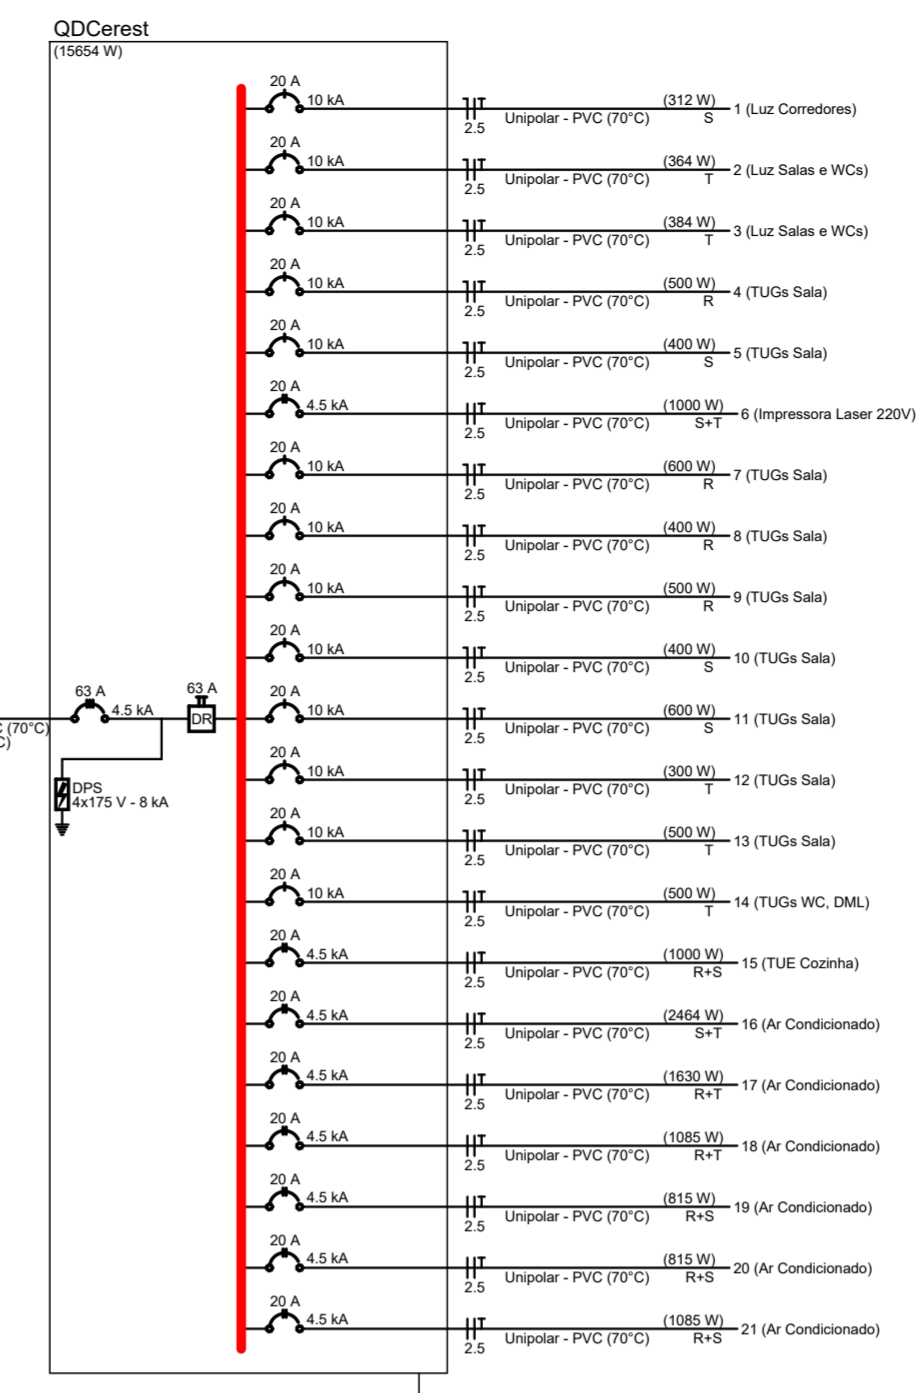 QDCerest
(15654 W)
20 A
10 kA
2.5
Unipolar - PVC (70°C)
(312 W)
S
1 (Luz Corredores)
20 A
10 kA
2.5
Unipolar - PVC (70°C)
(364 W)
T
2 (Luz Salas e WCs)
20 A
10 kA
2.5
Unipolar - PVC (70°C)
(384 W)
T
3 (Luz Salas e WCs)
20 A
10 kA
2.5
Unipolar - PVC (70°C)
(500 W)
R
4 (TUGs Sala)
20 A
10 kA
2.5
Unipolar - PVC (70°C)
(400 W)
S
5 (TUGs Sala)
20 A
4.5 kA
2.5
Unipolar - PVC (70°C)
(1000 W)
S+T
6 (Impressora Laser 220V)
20 A
10 kA
2.5
Unipolar - PVC (70°C)
(600 W)
R
7 (TUGs Sala)
20 A
10 kA
2.5
Unipolar - PVC (70°C)
(400 W)
R
8 (TUGs Sala)
20 A
10 kA
2.5
Unipolar - PVC (70°C)
(500 W)
R
9 (TUGs Sala)
20 A
10 kA
2.5
Unipolar - PVC (70°C)
(400 W)
S
10 (TUGs Sala)
(70°C)
63 A
4.5 kA
63 A
DR
DPS
4x175 V - 8 kA
20 A
10 kA
2.5
Unipolar - PVC (70°C)
(600 W)
S
11 (TUGs Sala)
20 A
10 kA
2.5
Unipolar - PVC (70°C)
(300 W)
T
12 (TUGs Sala)
20 A
10 kA
2.5
Unipolar - PVC (70°C)
(500 W)
T
13 (TUGs Sala)
20 A
10 kA
2.5
Unipolar - PVC (70°C)
(500 W)
T
14 (TUGs WC, DML)
20 A
4.5 kA
2.5
Unipolar - PVC (70°C)
(1000 W)
R+S
15 (TUE Cozinha)
20 A
4.5 kA
2.5
Unipolar - PVC (70°C)
(2464 W)
S+T
16 (Ar Condicionado)
20 A
4.5 kA
2.5
Unipolar - PVC (70°C)
(1630 W)
R+T
17 (Ar Condicionado)
20 A
4.5 kA
2.5
Unipolar - PVC (70°C)
(1085 W)
R+T
18 (Ar Condicionado)
20 A
4.5 kA
2.5
Unipolar - PVC (70°C)
(815 W)
R+S
19 (Ar Condicionado)
20 A
4.5 kA
2.5
Unipolar - PVC (70°C)
(815 W)
R+S
20 (Ar Condicionado)
20 A
4.5 kA
2.5
Unipolar - PVC (70°C)
(1085 W)
R+S
21 (Ar Condicionado)